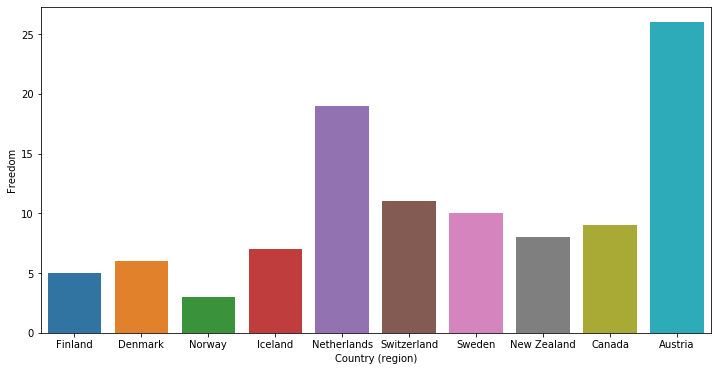 25
20
15
10
5
0
Freedom
Finland Denmark Norway Iceland Netherlands Switzerland Sweden New Zealand Canada Austria
Country (region)